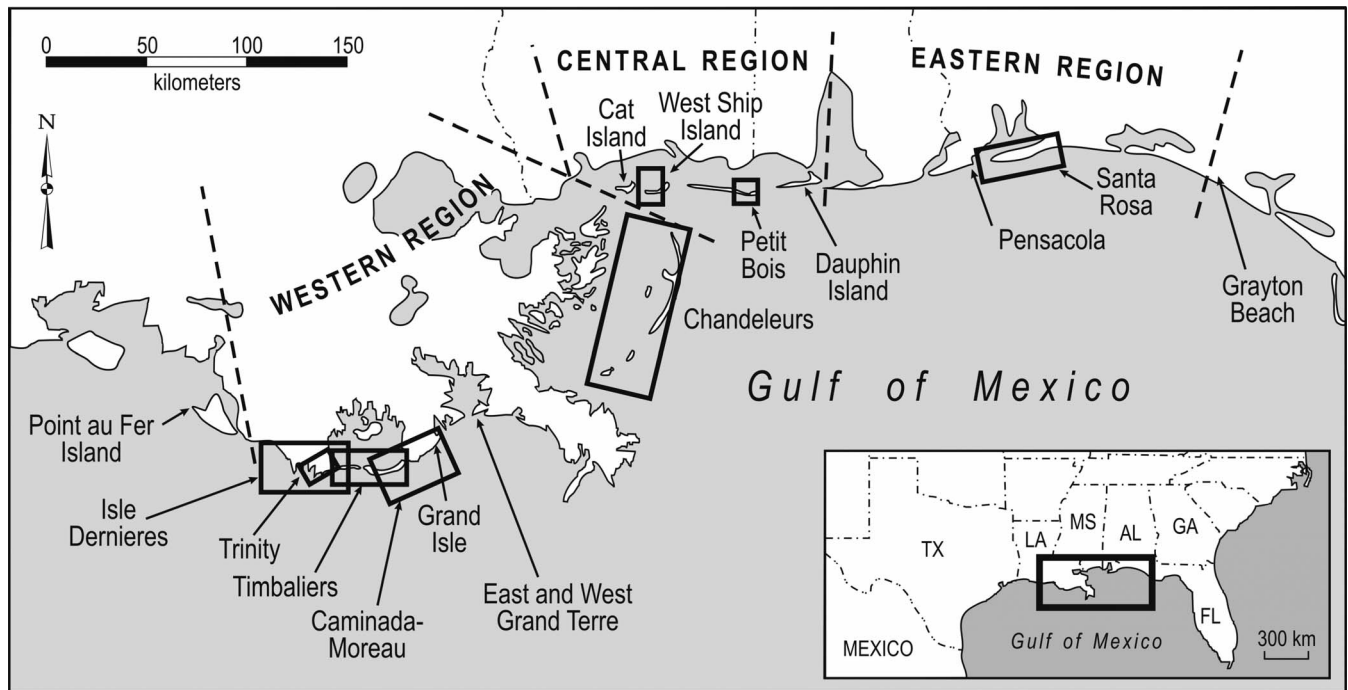 0 50 100 150
kilometers
N
CENTRAL REGION
EASTERN REGION
WESTERN REGION
Cat
Island
West Ship
Island
Petit
Bois
Dauphin
Island
Pensacola
Santa
Rosa
Grayton
Beach
Chandeleurs
Gulf of Mexico
Point au Fer
Island
Isle
Dernieres
Trinity
Timbaliers
Caminada-
Moreau
Grand
Isle
East and West
Grand Terre
TX
LA
MS
AL
GA
FL
MEXICO
Gulf of Mexico
300 km